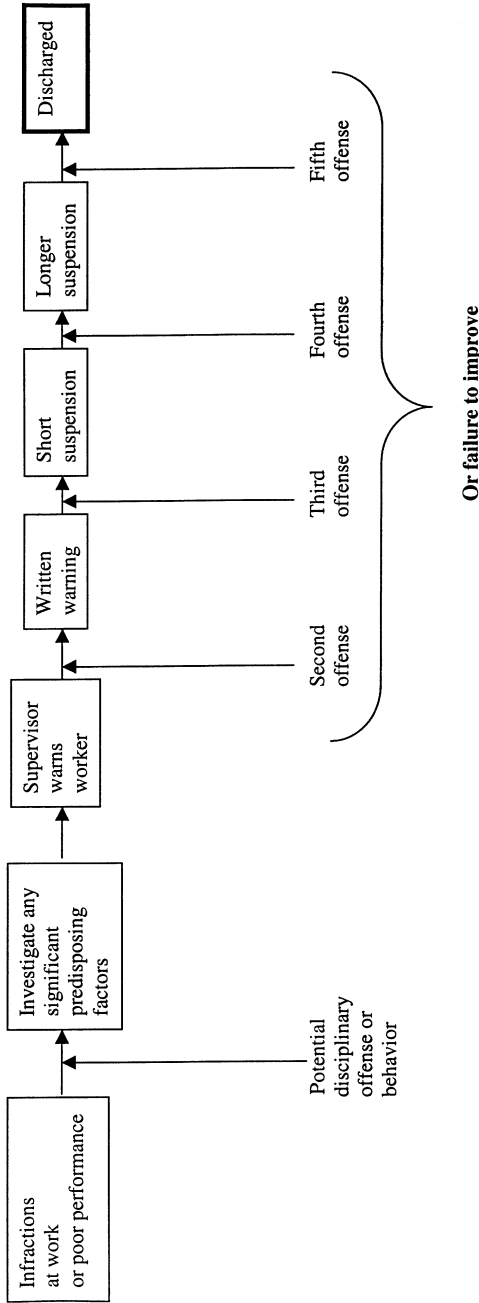 Infractions
at work
or poor performance
Investigate any
significant
predisposing
factors
Supervisor
warns
worker
Written
warning
Short
suspension
Longer
suspension
Discharged
Potential
disciplinary
offense or
behavior
Second
offense
Third
offense
Fourth
offense
Fifth
offense
Or failure to improve